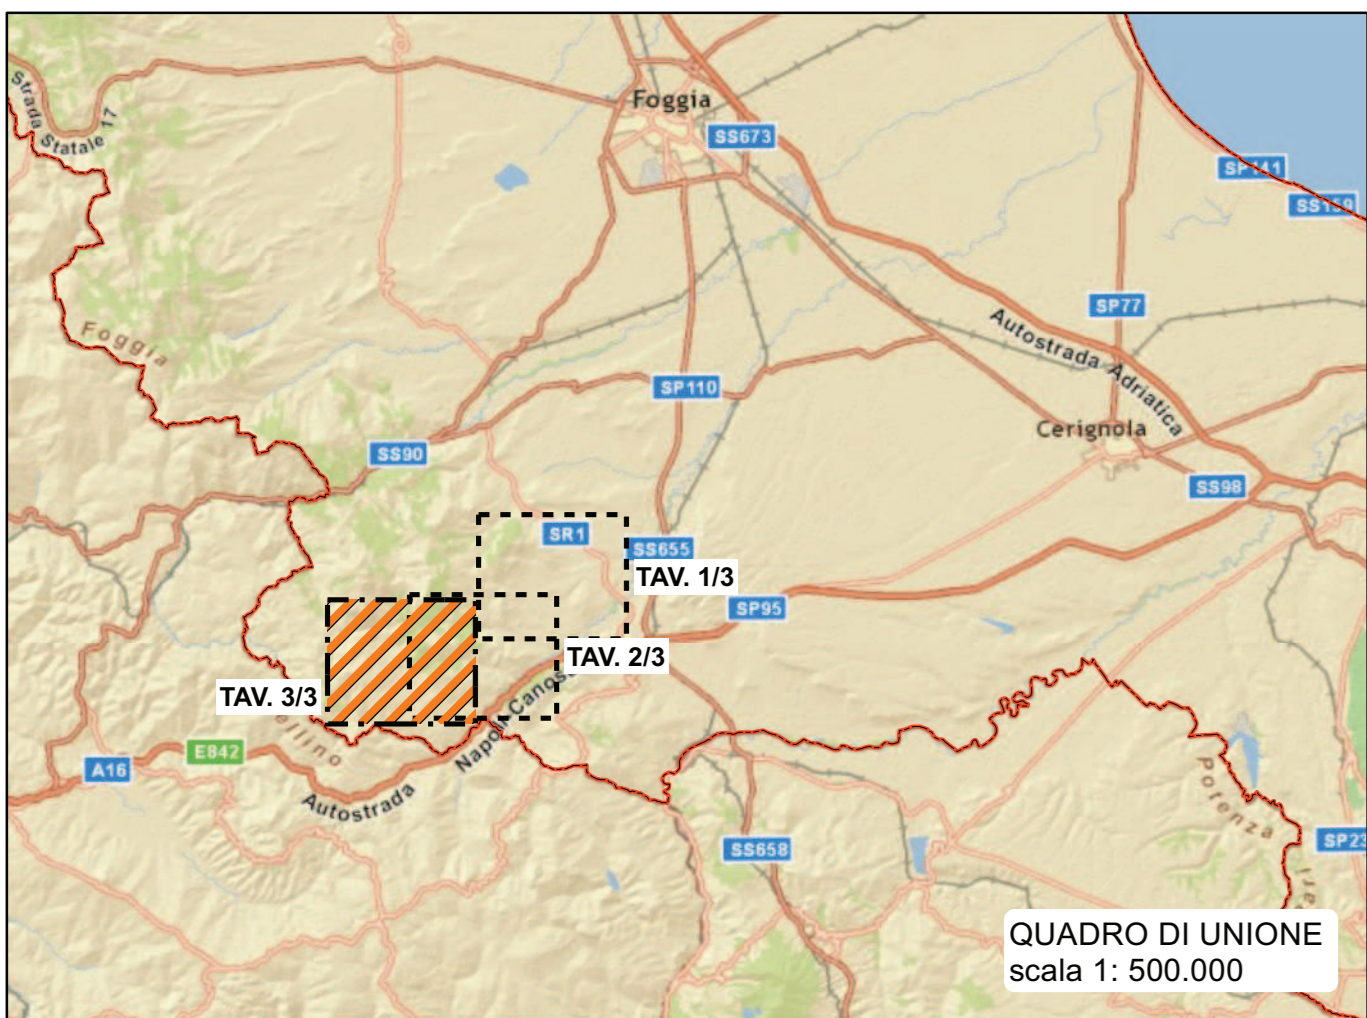 Strada
Statale 17
Foggia
SS673
SP141
SS159
SP77
Autostrada Adriatica
Foggia
SP110
Cerignola
SS90
SS98
SR1
SS655
TAV. 1/3
SP95
TAV. 2/3
TAV. 3/3
Napoli Canosa
E842
A16
Autostrada
Potenza
SS658
SP23
QUADRO DI UNIONE
scala 1: 500.000